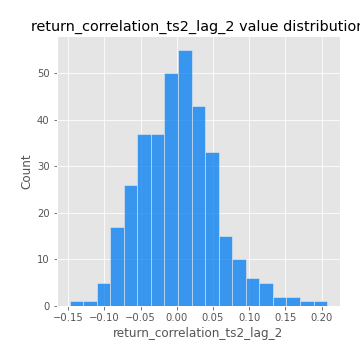 return_correlation_ts2_lag_2 value distribution
50
40
30
20
10
0
Count
−0.15 −0.10 −0.05 0.00 0.05 0.10 0.15 0.20
return_correlation_ts2_lag_2